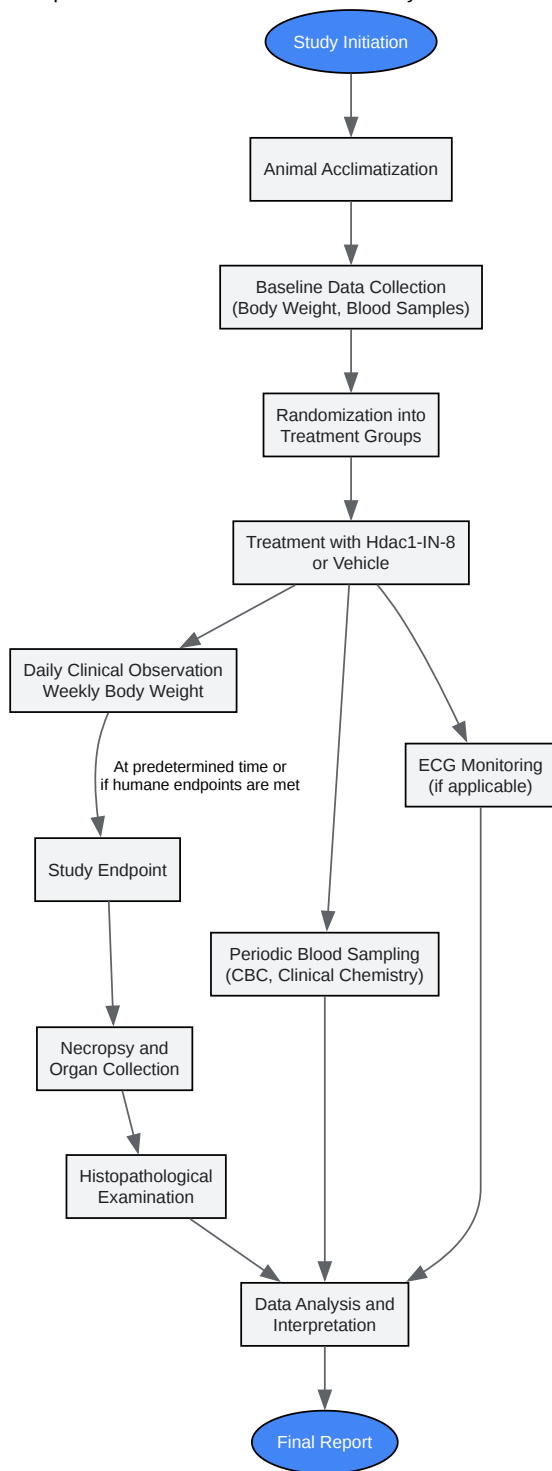 Study Initiation
Animal Acclimatization
Baseline Data Collection
(Body Weight, Blood Samples)
Randomization into
Treatment Groups
Treatment with Hdac1-IN-8
or Vehicle
Daily Clinical Observation
Weekly Body Weight
At predetermined time or
if humane endpoints are met
ECG Monitoring
(if applicable)
Study Endpoint
Periodic Blood Sampling
(CBC, Clinical Chemistry)
Necropsy and
Organ Collection
Histopathological
Examination
Data Analysis and
Interpretation
Final Report